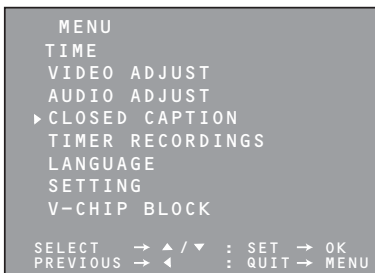 MENU
TIME
VIDEO ADJUST
AUDIO ADJUST
▶CLOSED CAPTION
TIMER RECORDINGS
LANGUAGE
SETTING
V–CHIP BLOCK
SELECT → ▲/▼ : SET → OK
PREVIOUS → ◀ : QUIT → MENU